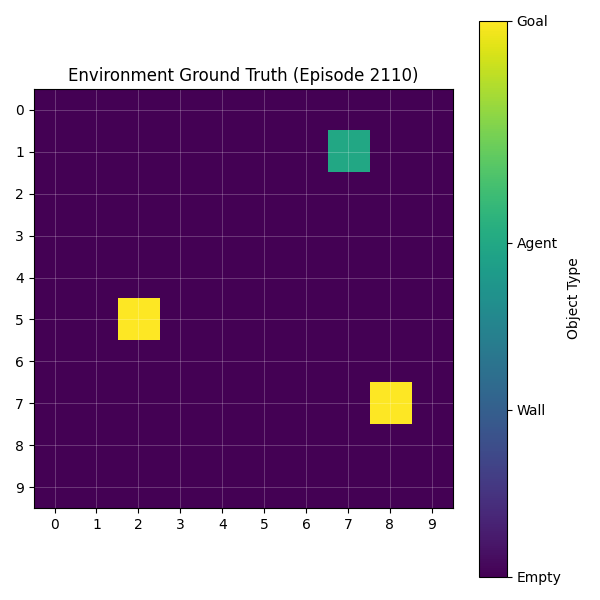 Environment Ground Truth (Episode 2110)
0
1
2
3
4
5
6
7
8
9
0 1 2 3 4 5 6 7 8 9
Goal
Agent
Wall
Empty
Object Type